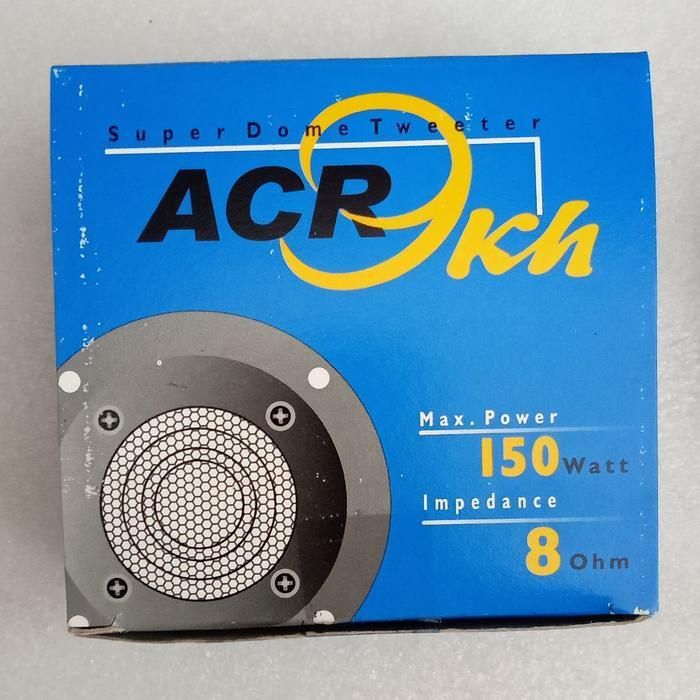 Super Dome Tweeter
ACR 9kh
Max. Power
150 Watt
Impedance
8 Ohm